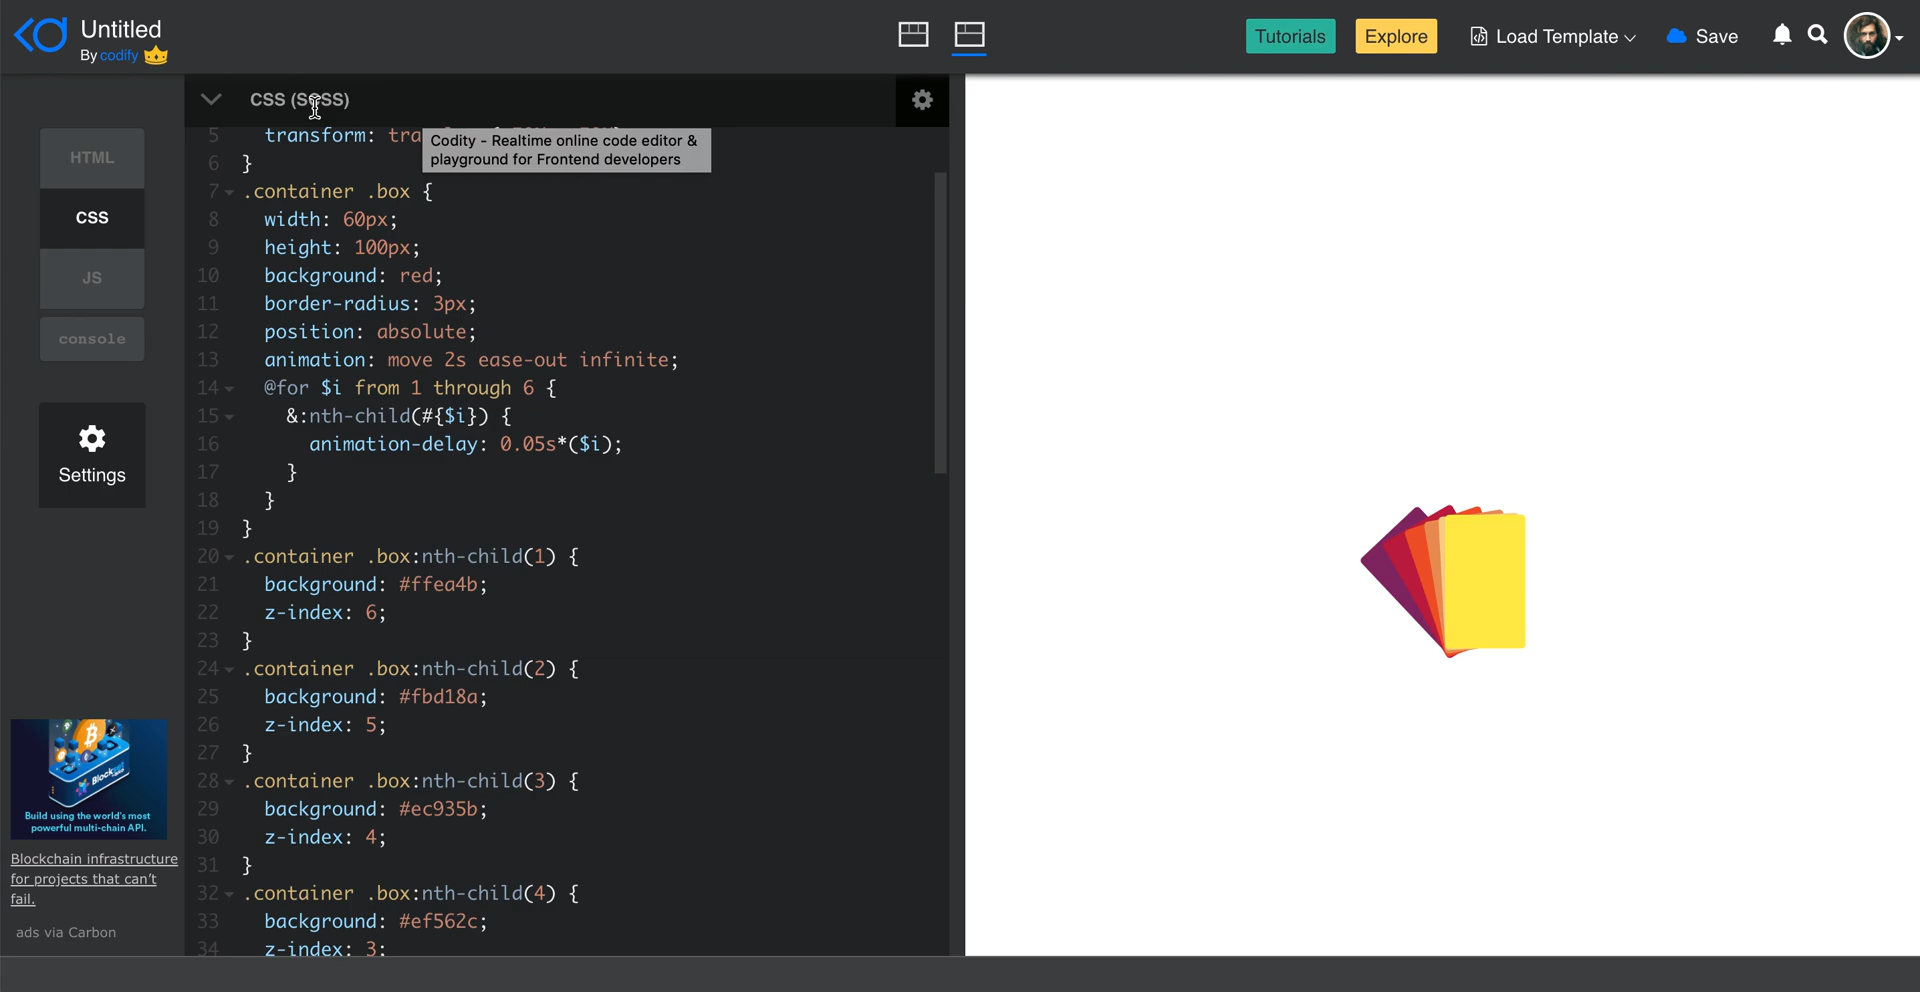 Untitled
By codify
Tutorials
Explore
Load Template
Save
CSS (SCSS)
HTML
CSS
JS
console
Settings
Codity - Realtime online code editor &
playground for Frontend developers
5 transform: tra
6 }
7 .container .box {
8 width: 60px;
9 height: 100px;
10 background: red;
11 border-radius: 3px;
12 position: absolute;
13 animation: move 2s ease-out infinite;
14 @for $i from 1 through 6 {
15 &:nth-child(#{$i}) {
16 animation-delay: 0.05s*($i);
17 }
18 }
19 }
20 .container .box:nth-child(1) {
21 background: #ffea4b;
22 z-index: 6;
23 }
24 .container .box:nth-child(2) {
25 background: #fbd18a;
26 z-index: 5;
27 }
28 .container .box:nth-child(3) {
29 background: #ec935b;
30 z-index: 4;
31 }
32 .container .box:nth-child(4) {
33 background: #ef562c;
34 z-index: 3;
Blockset
Build using the world's most
powerful multi-chain API.
Blockchain infrastructure
for projects that can't
fail.
ads via Carbon